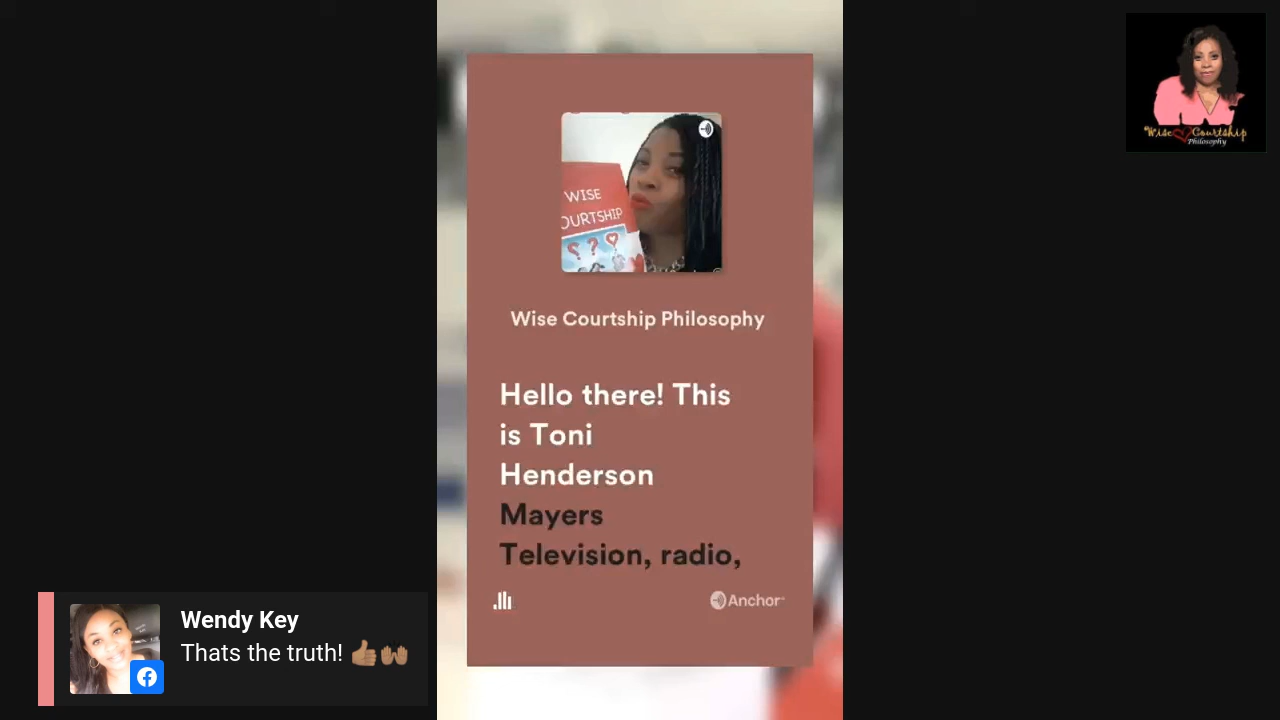 WISE
COURTSHIP
? ?
Wise Courtship Philosophy
Hello there! This
is Toni
Henderson
Mayers
Television, radio,
Anchor
Wise Courtship
Philosophy
Wendy Key
Thats the truth! 👍🏽🙌🏽